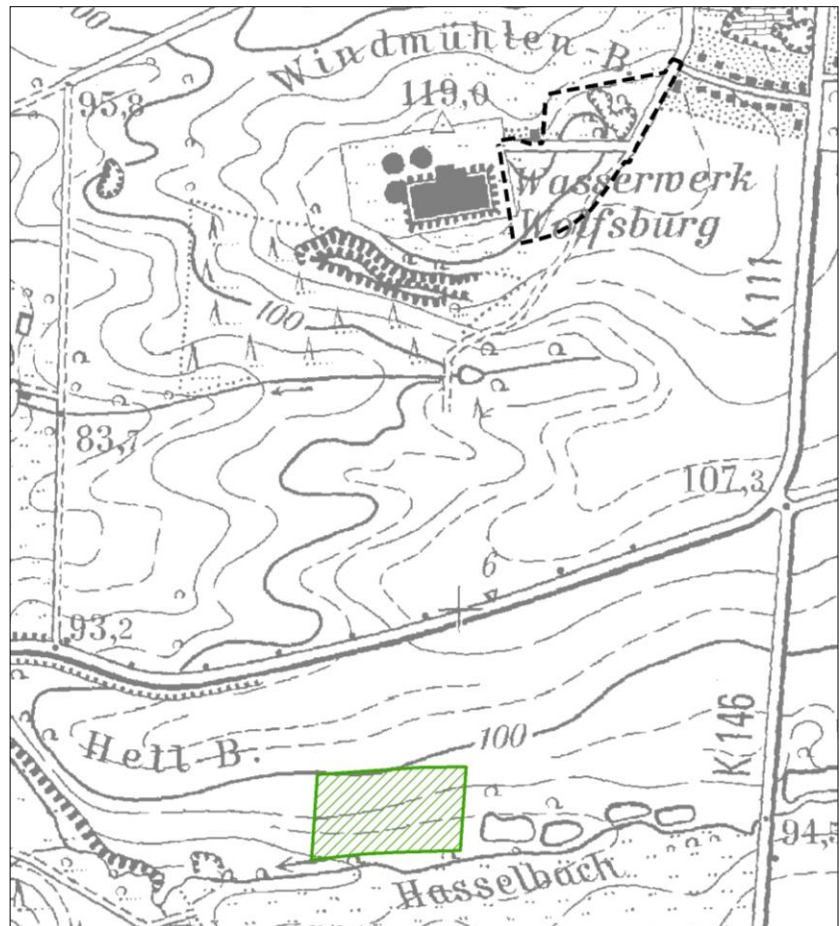 00
Windmühlen-B.
119,0
95,8
Wasserwerk
Wolfsburg
K 111
100
83,7
107,3
6
93,2
K 146
100
Hell B.
94,5
Hasselbach